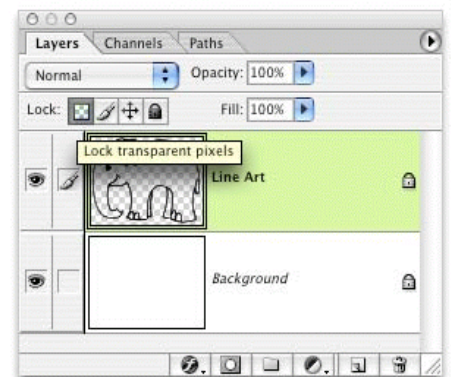 Layers Channels Paths
Normal Opacity: 100%
Lock: Fill: 100%
Lock transparent pixels
Line Art
Background